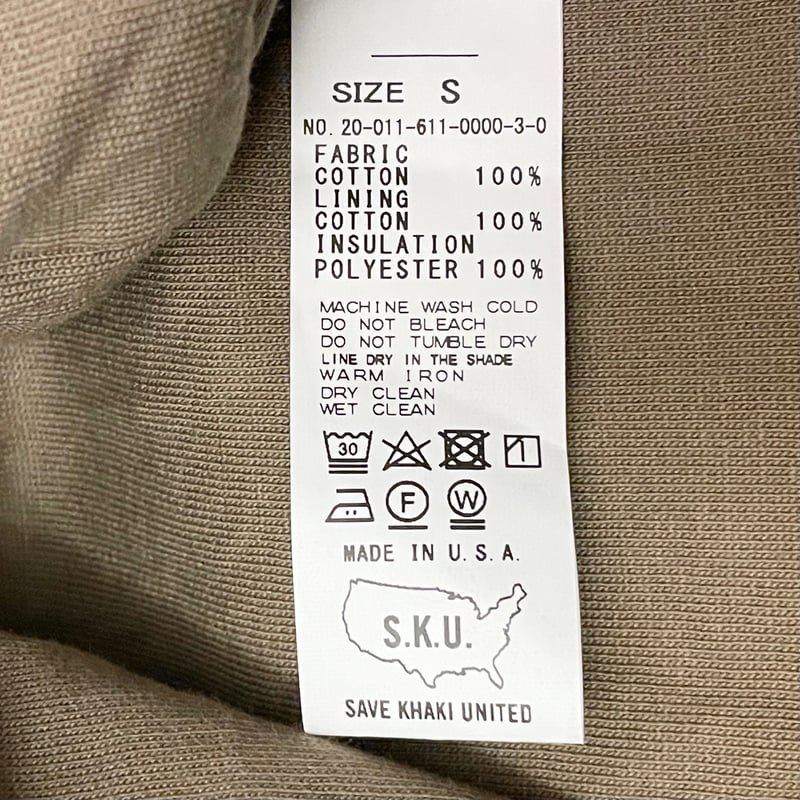 SIZE S
NO. 20-011-611-0000-3-0
FABRIC
COTTON 100%
LINING
COTTON 100%
INSULATION
POLYESTER 100%
MACHINE WASH COLD
DO NOT BLEACH
DO NOT TUMBLE DRY
LINE DRY IN THE SHADE
WARM IRON
DRY CLEAN
WET CLEAN
30
F W
MADE IN U.S.A.
S.K.U.
SAVE KHAKI UNITED